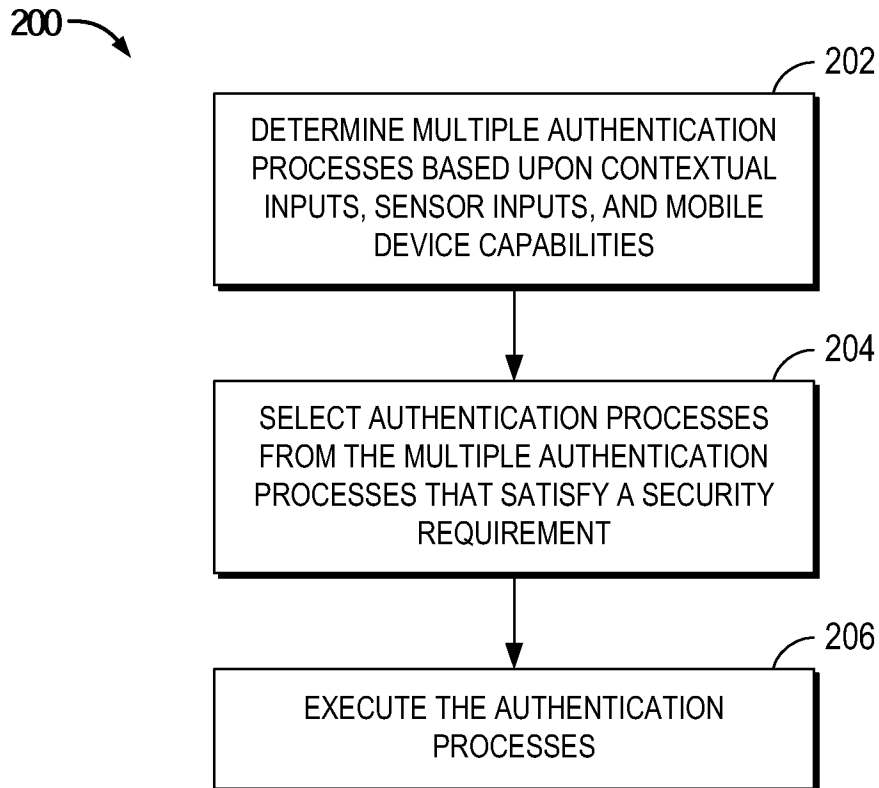 200
202
DETERMINE MULTIPLE AUTHENTICATION
PROCESSES BASED UPON CONTEXTUAL
INPUTS, SENSOR INPUTS, AND MOBILE
DEVICE CAPABILITIES
204
SELECT AUTHENTICATION PROCESSES
FROM THE MULTIPLE AUTHENTICATION
PROCESSES THAT SATISFY A SECURITY
REQUIREMENT
206
EXECUTE THE AUTHENTICATION
PROCESSES